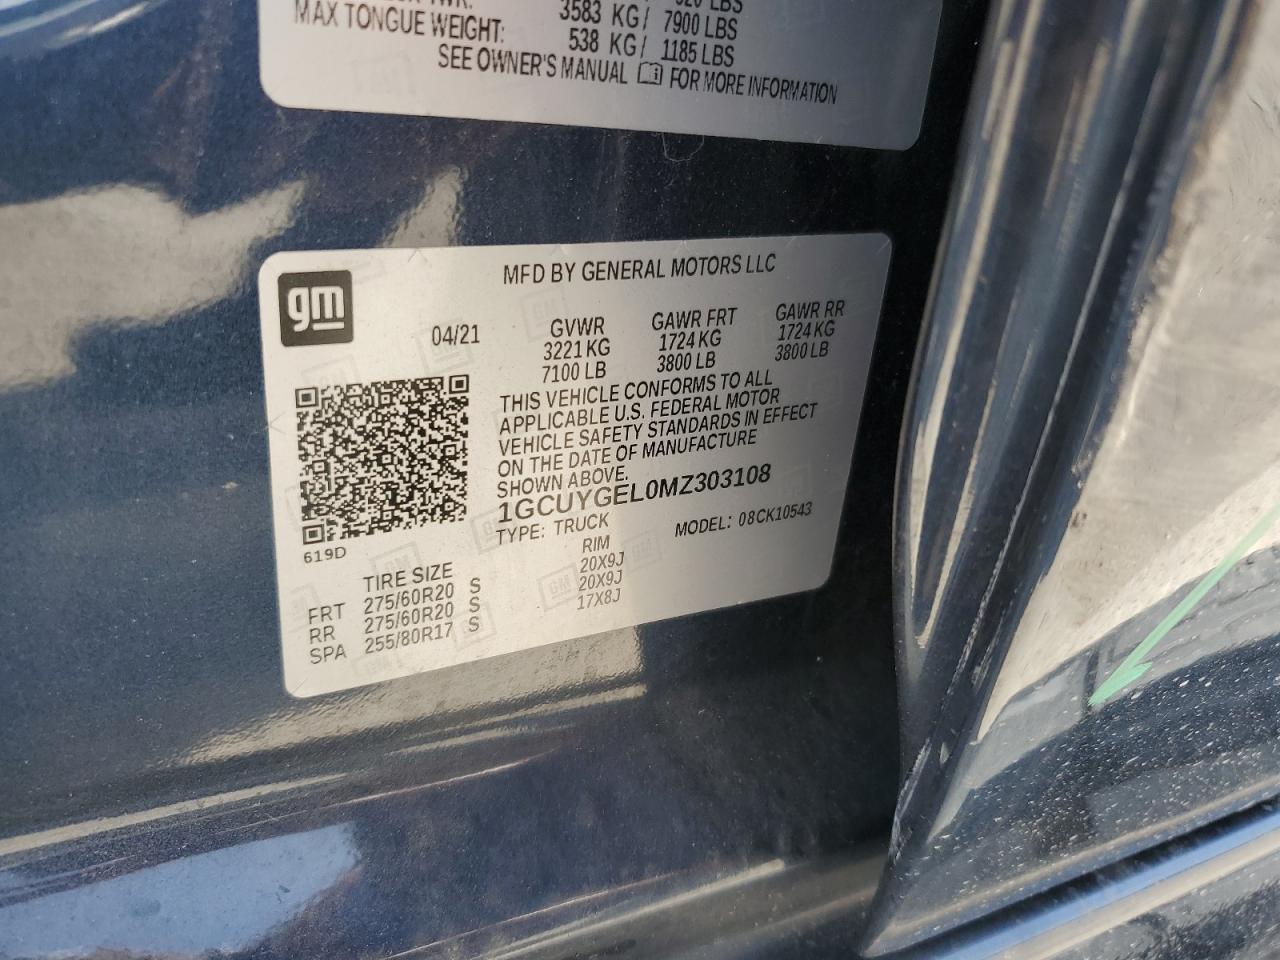 3583 KG/ 7900 LBS
MAX TONGUE WEIGHT: 538 KG/ 1185 LBS
SEE OWNER'S MANUAL FOR MORE INFORMATION
gm
MFD BY GENERAL MOTORS LLC
04/21
GVWR GAWR FRT GAWR RR
3221 KG 1724 KG 1724 KG
7100 LB 3800 LB 3800 LB
THIS VEHICLE CONFORMS TO ALL
APPLICABLE U.S. FEDERAL MOTOR
VEHICLE SAFETY STANDARDS IN EFFECT
ON THE DATE OF MANUFACTURE
SHOWN ABOVE.
1GCUYGEL0MZ303108
TYPE: TRUCK MODEL: 08CK10543
619D
TIRE SIZE RIM
FRT 275/60R20 S 20X9J
RR 275/60R20 S 20X9J
SPA 255/80R17 S 17X8J